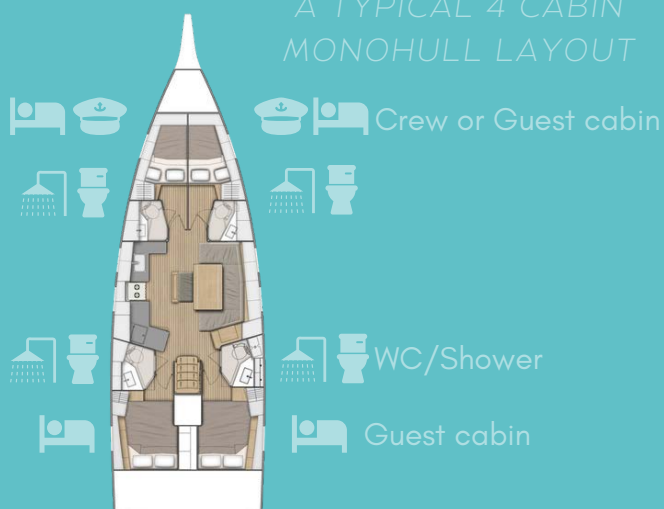 A TYPICAL 4 CABIN
MONOHULL LAYOUT
Crew or Guest cabin
WC/Shower
Guest cabin